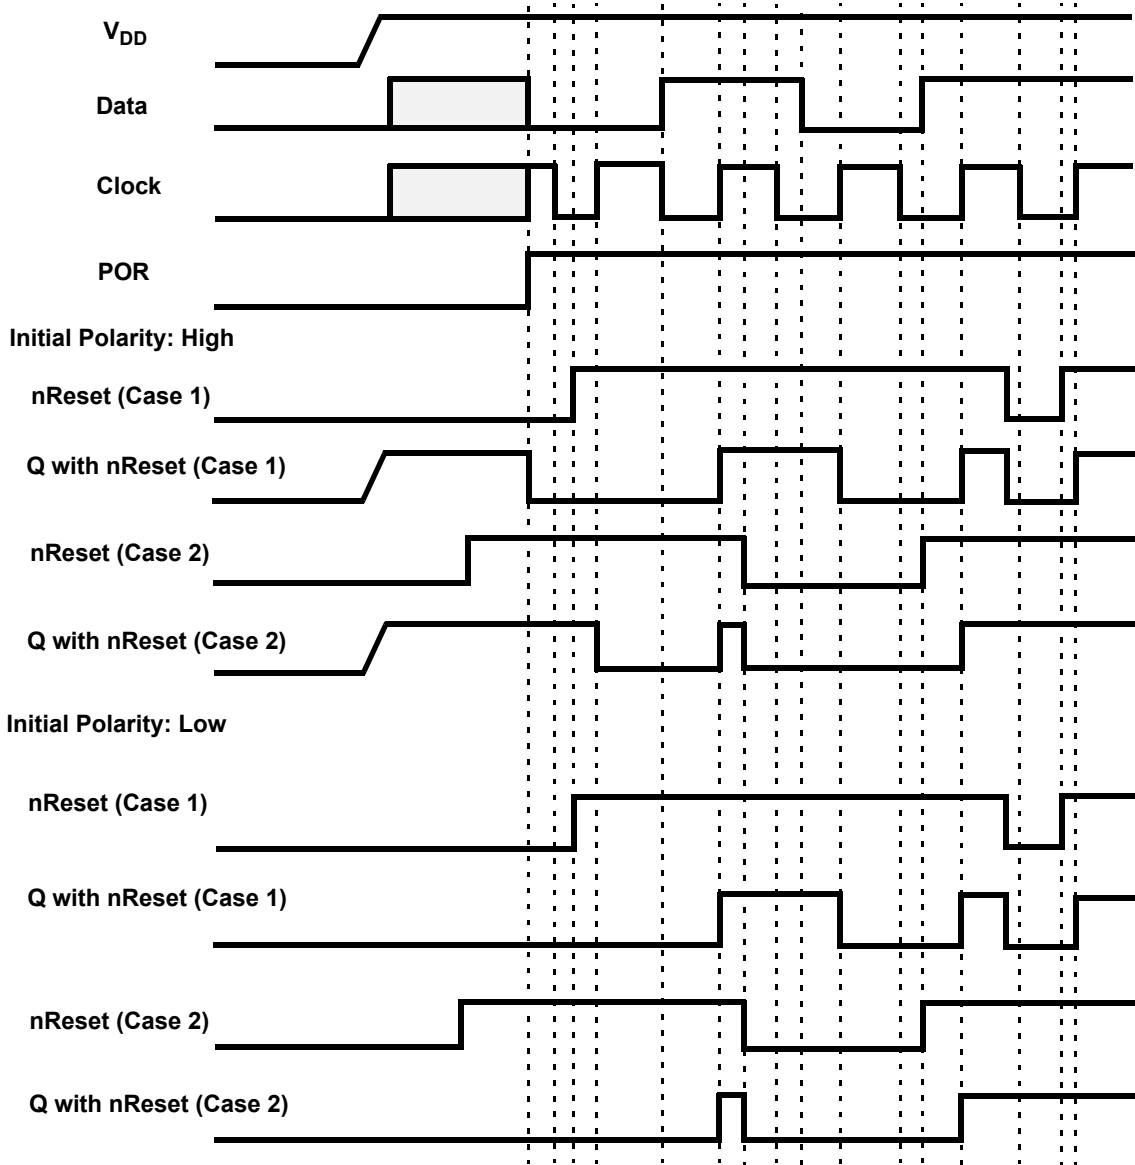 VDD
Data
Clock
POR
Initial Polarity: High
nReset (Case 1)
Q with nReset (Case 1)
nReset (Case 2)
Q with nReset (Case 2)
Initial Polarity: Low
nReset (Case 1)
Q with nReset (Case 1)
nReset (Case 2)
Q with nReset (Case 2)